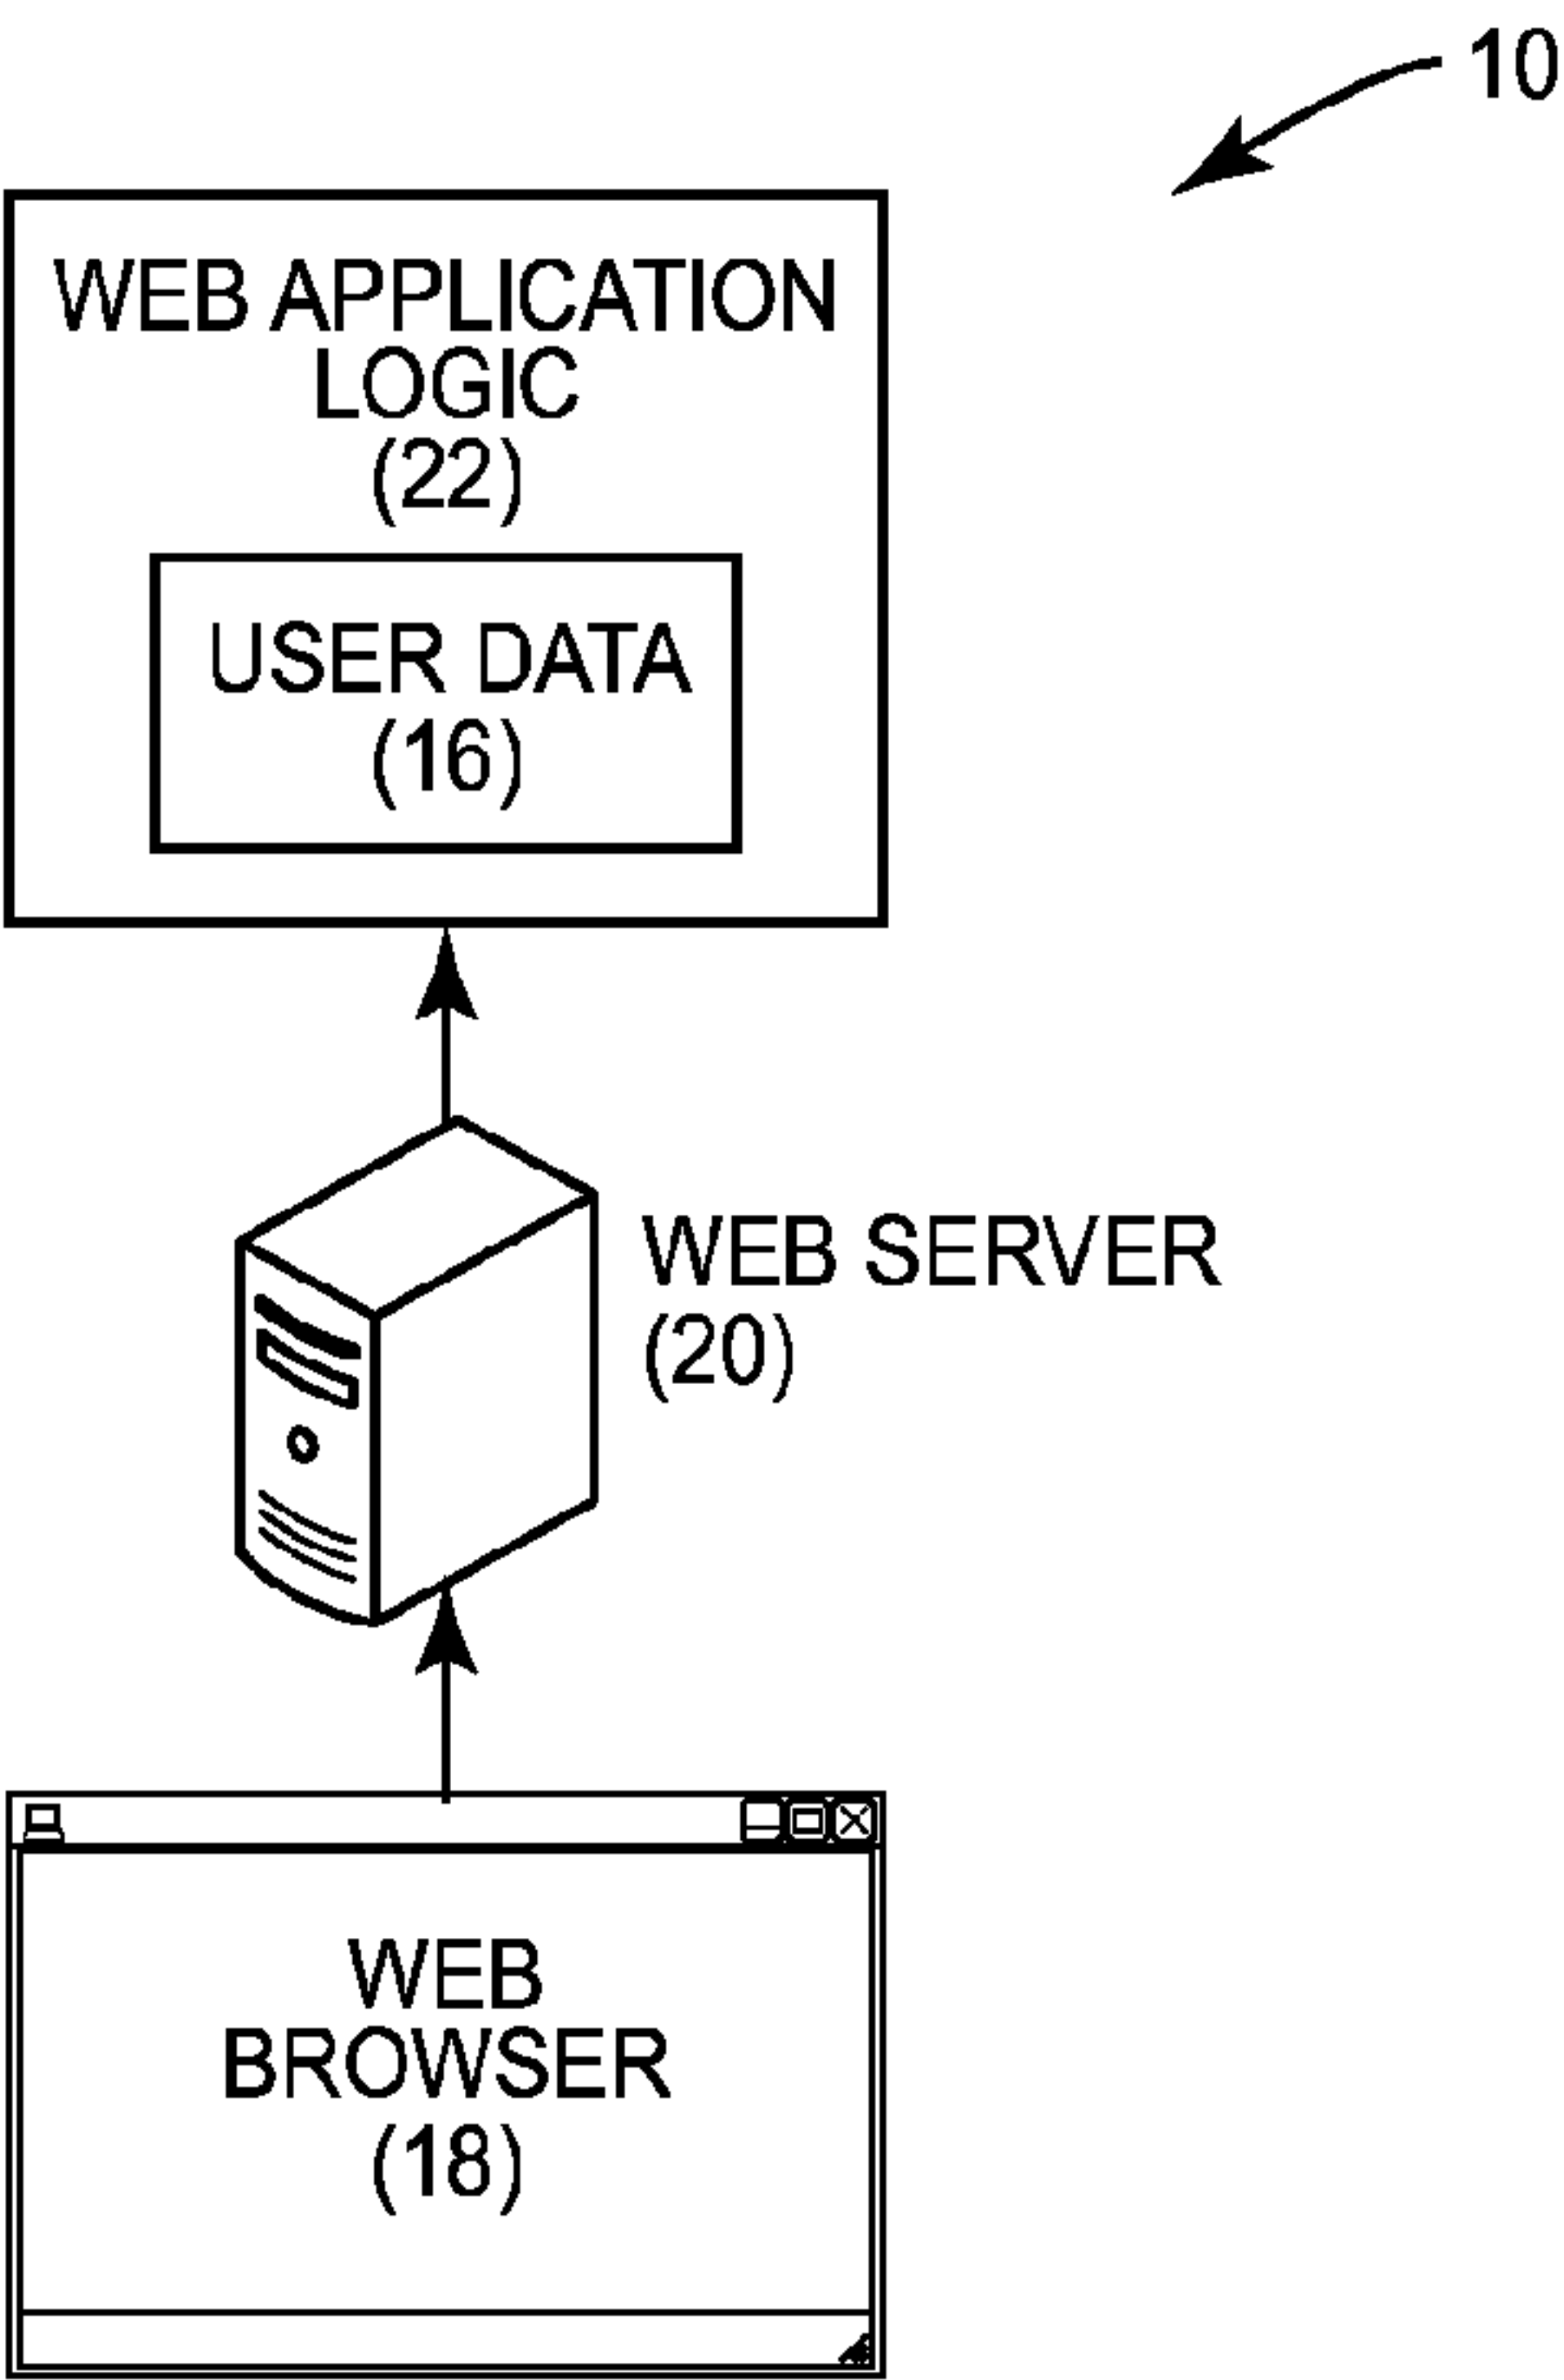 10
WEB APPLICATION
LOGIC
(22)
USER DATA
(16)
WEB SERVER
(20)
WEB
BROWSER
(18)